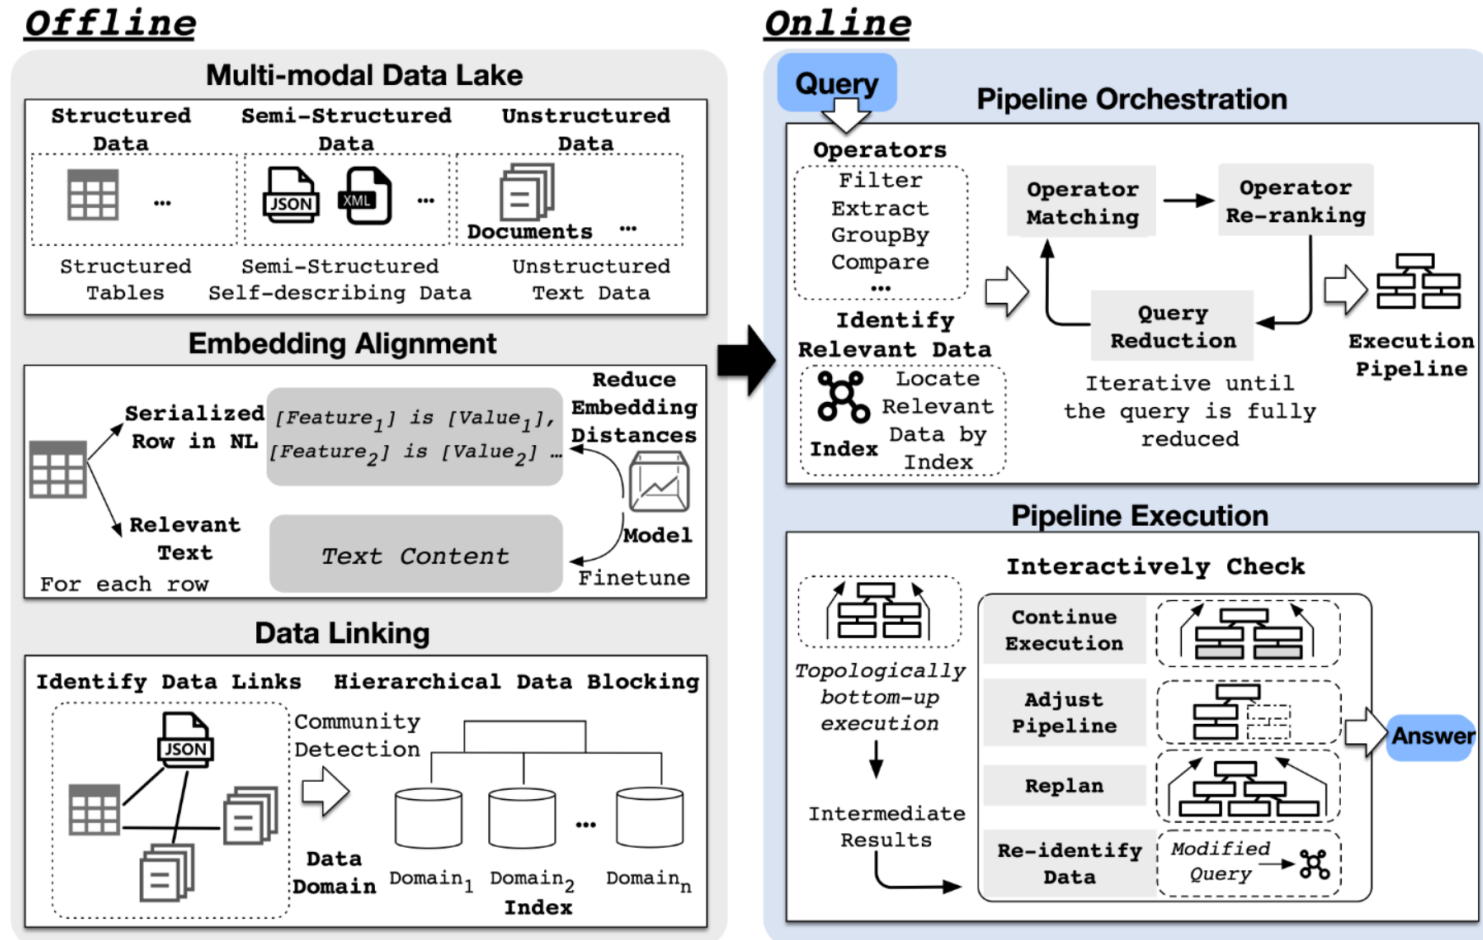 Offline
Multi-modal Data Lake
Structured
Data
Semi-Structured
Data
Unstructured
Data
...
JSON
XML
...
Documents
...
Structured
Tables
Semi-Structured
Self-describing Data
Unstructured
Text Data
Embedding Alignment
Serialized
Row in NL
[Feature₁] is [Value₁],
[Feature₂] is [Value₂] …
Reduce
Embedding
Distances
Relevant
Text
Text Content
Model
Finetune
For each row
Data Linking
Identify Data Links
JSON
Community
Detection
Hierarchical Data Blocking
...
Data
Domain
Domain₁
Domain₂
Domainₙ
Index
Online
Query
Pipeline Orchestration
Operators
Filter
Extract
GroupBy
Compare
...
Identify
Relevant Data
Index
Locate
Relevant
Data by
Index
Operator
Matching
Operator
Re-ranking
Query
Reduction
Iterative until
the query is fully
reduced
Execution
Pipeline
Pipeline Execution
Topologically
bottom-up
execution
Intermediate
Results
Interactively Check
Continue
Execution
Adjust
Pipeline
Replan
Re-identify
Data
Modified
Query
Answer